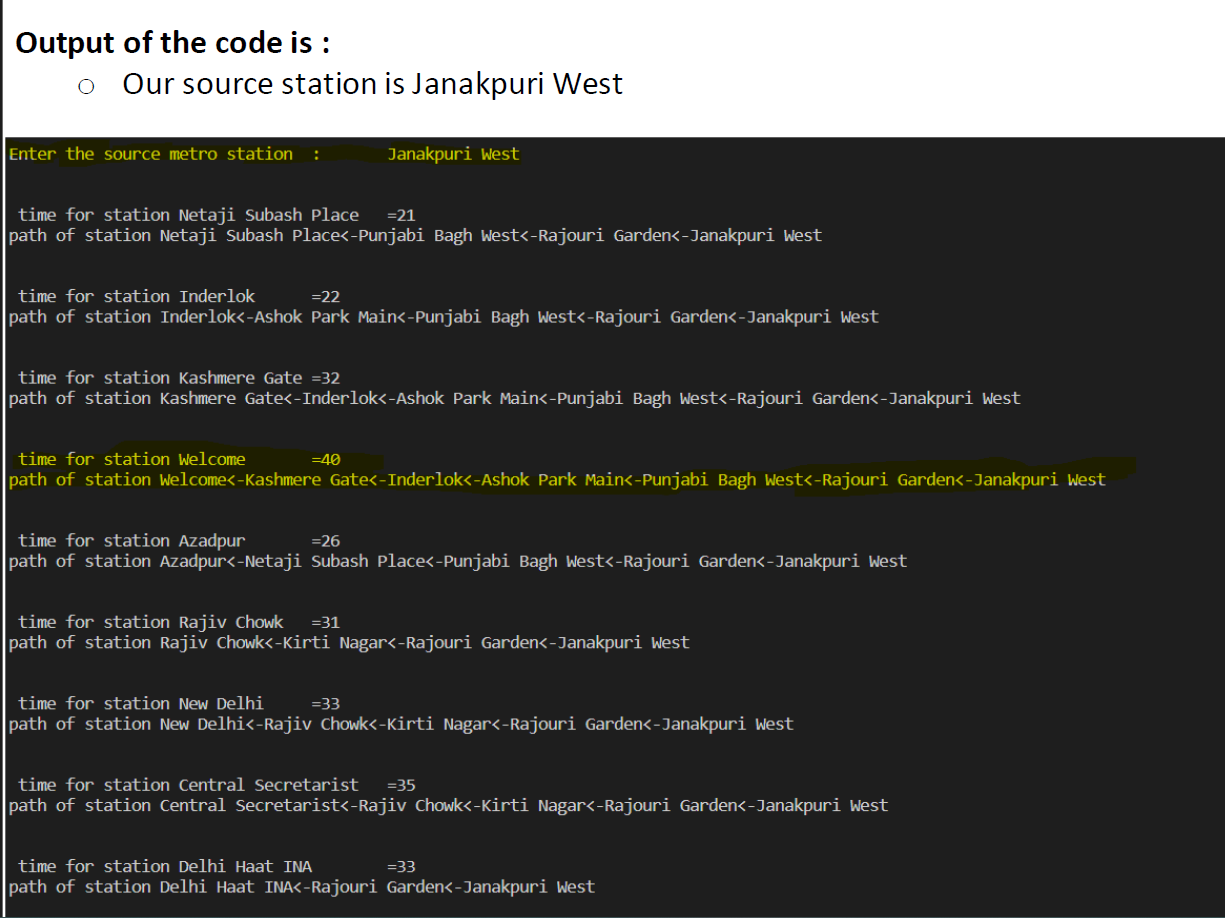 Output of the code is :
○ Our source station is Janakpuri West
Enter the source metro station : Janakpuri West
time for station Netaji Subash Place =21
path of station Netaji Subash Place<-Punjabi Bagh West<-Rajouri Garden<-Janakpuri West
time for station Inderlok =22
path of station Inderlok<-Ashok Park Main<-Punjabi Bagh West<-Rajouri Garden<-Janakpuri West
time for station Kashmere Gate =32
path of station Kashmere Gate<-Inderlok<-Ashok Park Main<-Punjabi Bagh West<-Rajouri Garden<-Janakpuri West
time for station Welcome =40
path of station Welcome<-Kashmere Gate<-Inderlok<-Ashok Park Main<-Punjabi Bagh West<-Rajouri Garden<-Janakpuri West
time for station Azadpur =26
path of station Azadpur<-Netaji Subash Place<-Punjabi Bagh West<-Rajouri Garden<-Janakpuri West
time for station Rajiv Chowk =31
path of station Rajiv Chowk<-Kirti Nagar<-Rajouri Garden<-Janakpuri West
time for station New Delhi =33
path of station New Delhi<-Rajiv Chowk<-Kirti Nagar<-Rajouri Garden<-Janakpuri West
time for station Central Secretarist =35
path of station Central Secretarist<-Rajiv Chowk<-Kirti Nagar<-Rajouri Garden<-Janakpuri West
time for station Delhi Haat INA =33
path of station Delhi Haat INA<-Rajouri Garden<-Janakpuri West